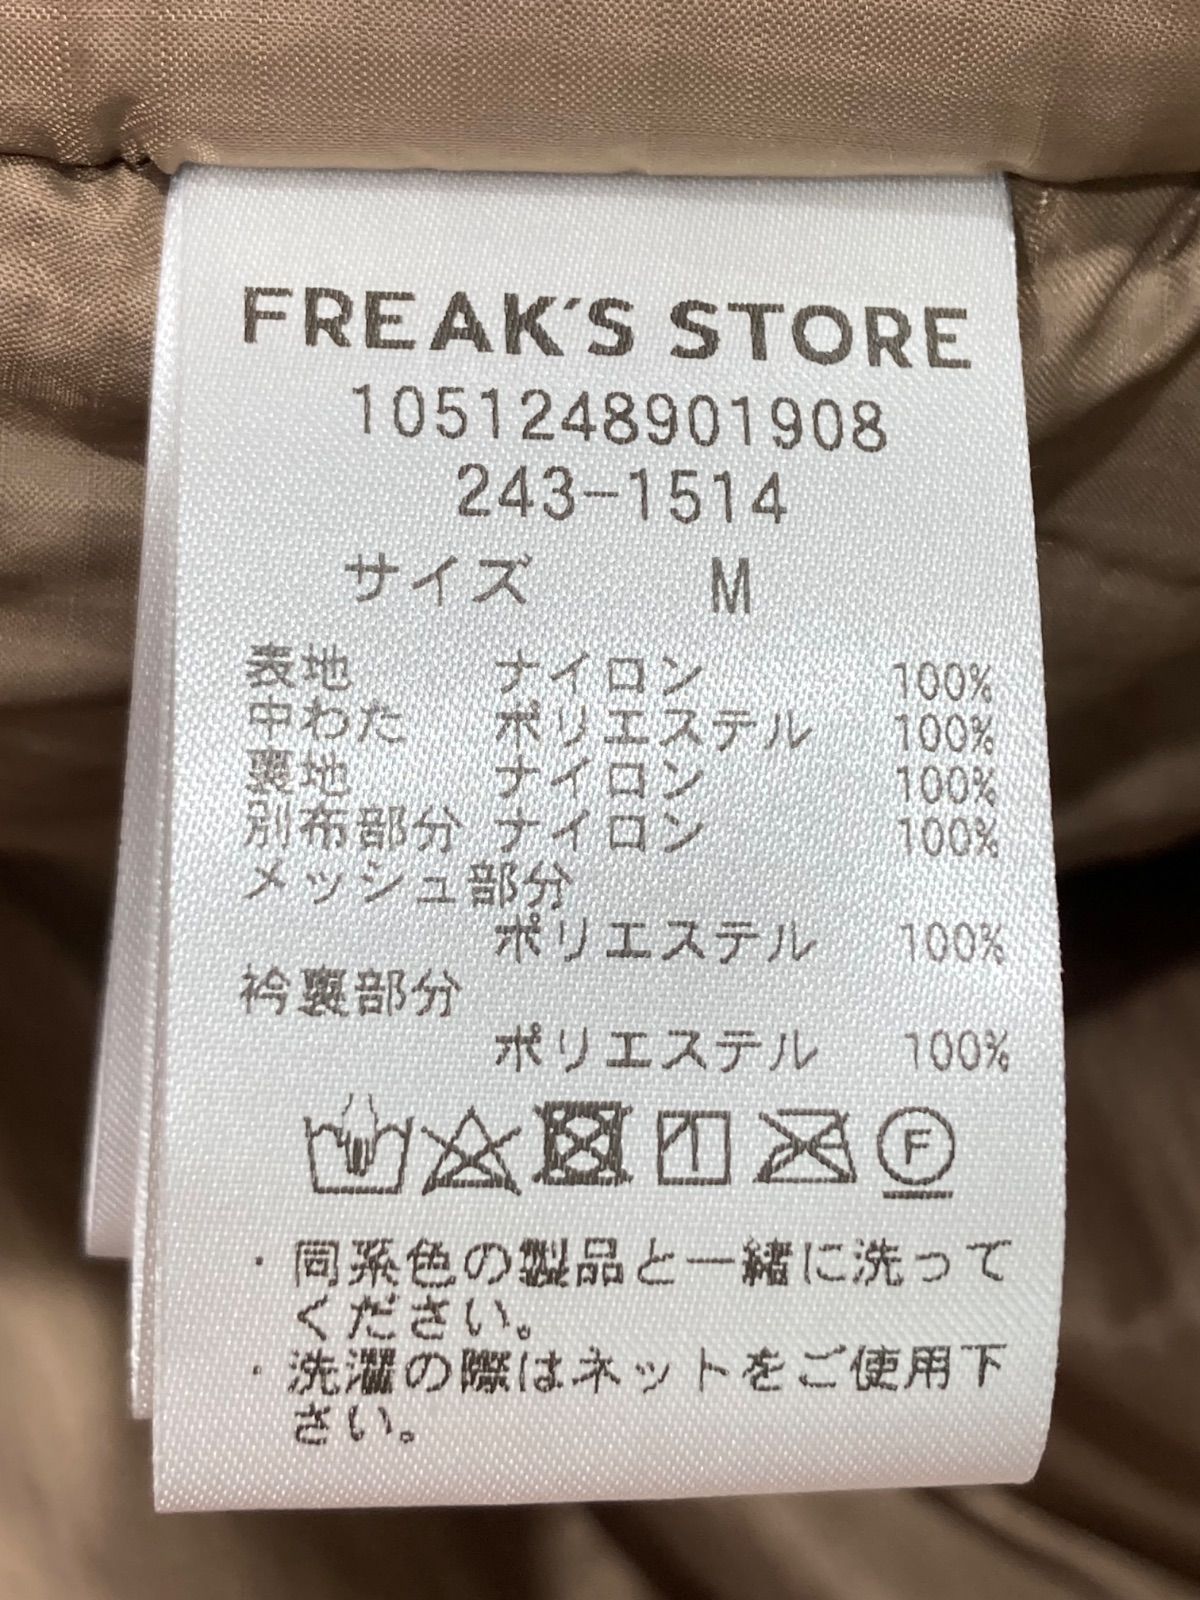 FREAK'S STORE
1051248901908
243-1514
サイズ M
表地 ナイロン 100%
中わた ポリエステル 100%
裏地 ナイロン 100%
別布部分 ナイロン 100%
メッシュ部分
ポリエステル 100%
衿裏部分
ポリエステル 100%
F
・同系色の製品と一緒に洗って
ください。
・洗濯の際はネットをご使用下
さい。